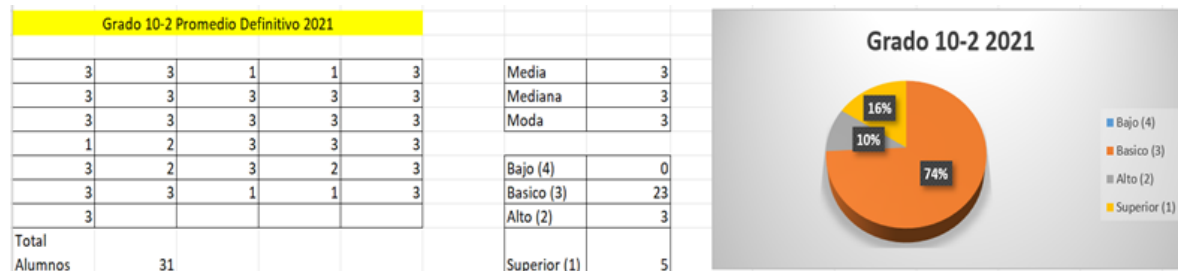 Grado 10-2 Promedio Definitivo 2021
3 3 1 1 3
3 3 3 3 3
3 3 3 3 3
1 2 3 3 3
3 2 3 2 3
3 3 1 1 3
3
Total
Alumnos 31
Media 3
Mediana 3
Moda 3
Bajo (4) 0
Basico (3) 23
Alto (2) 3
Superior (1) 5
Grado 10-2 2021
16%
10%
74%
Bajo (4)
Basico (3)
Alto (2)
Superior (1)